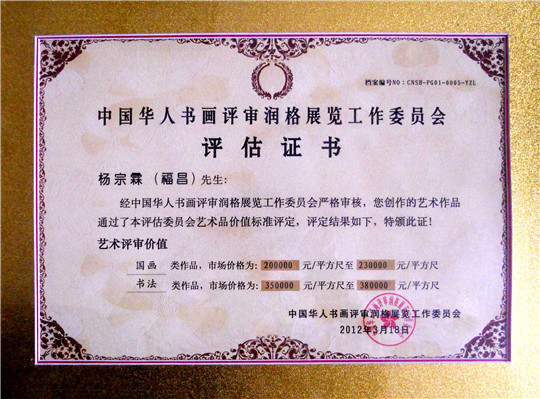 档案编号NO：CNSH-PG01-0005-YZL
中国华人书画评审润格展览工作委员会
评估证书
杨宗霖（福昌）先生：
经中国华人书画评审润格展览工作委员会严格审核，您创作的艺术作品
通过了本评估委员会艺术品价值标准评定，评定结果如下，特颁此证！
艺术评审价值
国画 类作品，市场价格为：200000 元/平方尺至 230000 元/平方尺
书法 类作品，市场价格为：350000 元/平方尺至 380000 元/平方尺
中国华人书画评审润格展览工作委员会
2012年3月18日